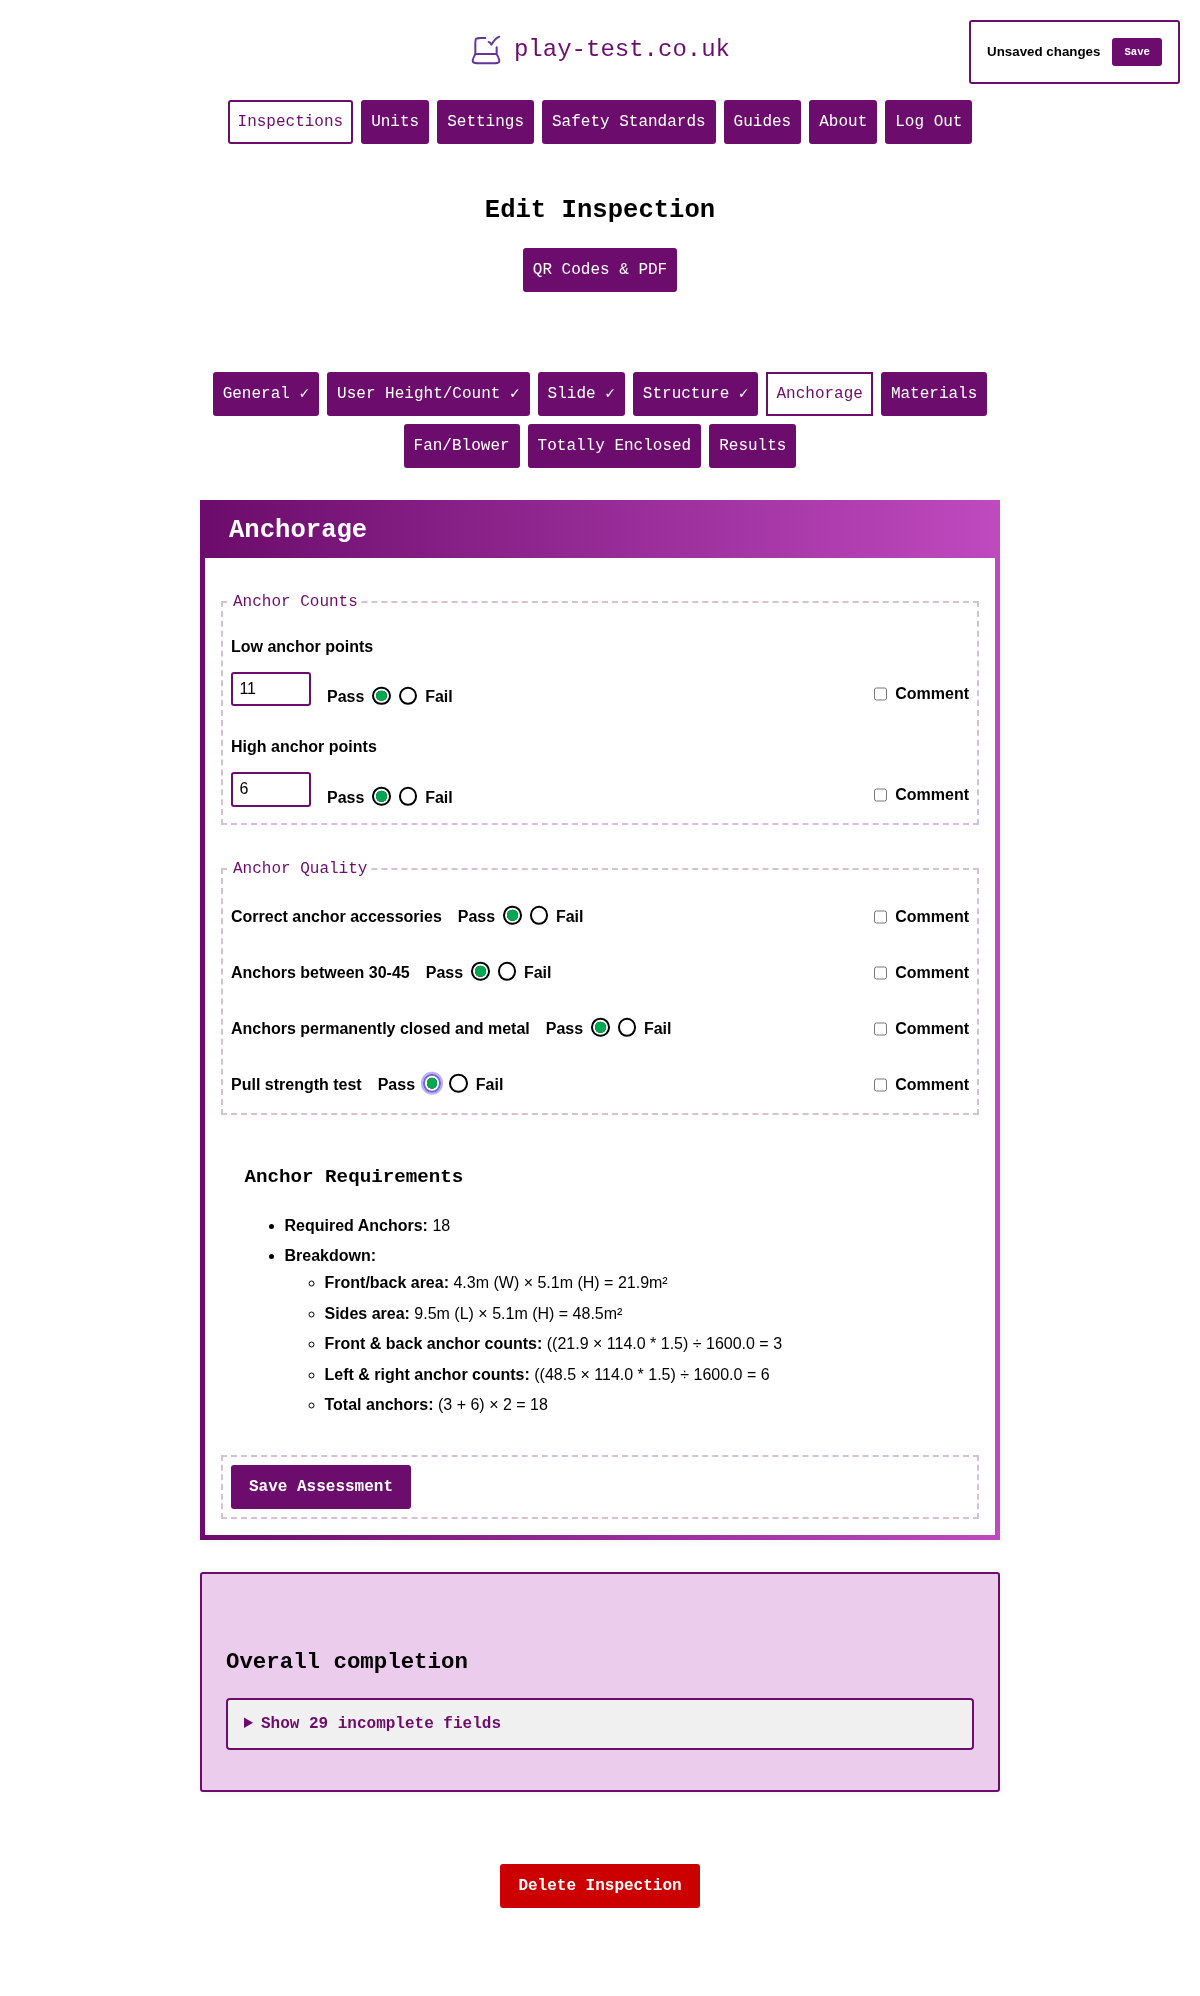 play-test.co.uk
Unsaved changes Save
Inspections Units Settings Safety Standards Guides About Log Out
Edit Inspection
QR Codes & PDF
General ✓ User Height/Count ✓ Slide ✓ Structure ✓ Anchorage Materials
Fan/Blower Totally Enclosed Results
Anchorage
Anchor Counts
Low anchor points
11 Pass Fail Comment
High anchor points
6 Pass Fail Comment
Anchor Quality
Correct anchor accessories Pass Fail Comment
Anchors between 30-45 Pass Fail Comment
Anchors permanently closed and metal Pass Fail Comment
Pull strength test Pass Fail Comment
Anchor Requirements
• Required Anchors: 18
• Breakdown:
◦ Front/back area: 4.3m (W) × 5.1m (H) = 21.9m²
◦ Sides area: 9.5m (L) × 5.1m (H) = 48.5m²
◦ Front & back anchor counts: ((21.9 × 114.0 * 1.5) ÷ 1600.0 = 3
◦ Left & right anchor counts: ((48.5 × 114.0 * 1.5) ÷ 1600.0 = 6
◦ Total anchors: (3 + 6) × 2 = 18
Save Assessment
Overall completion
▶ Show 29 incomplete fields
Delete Inspection